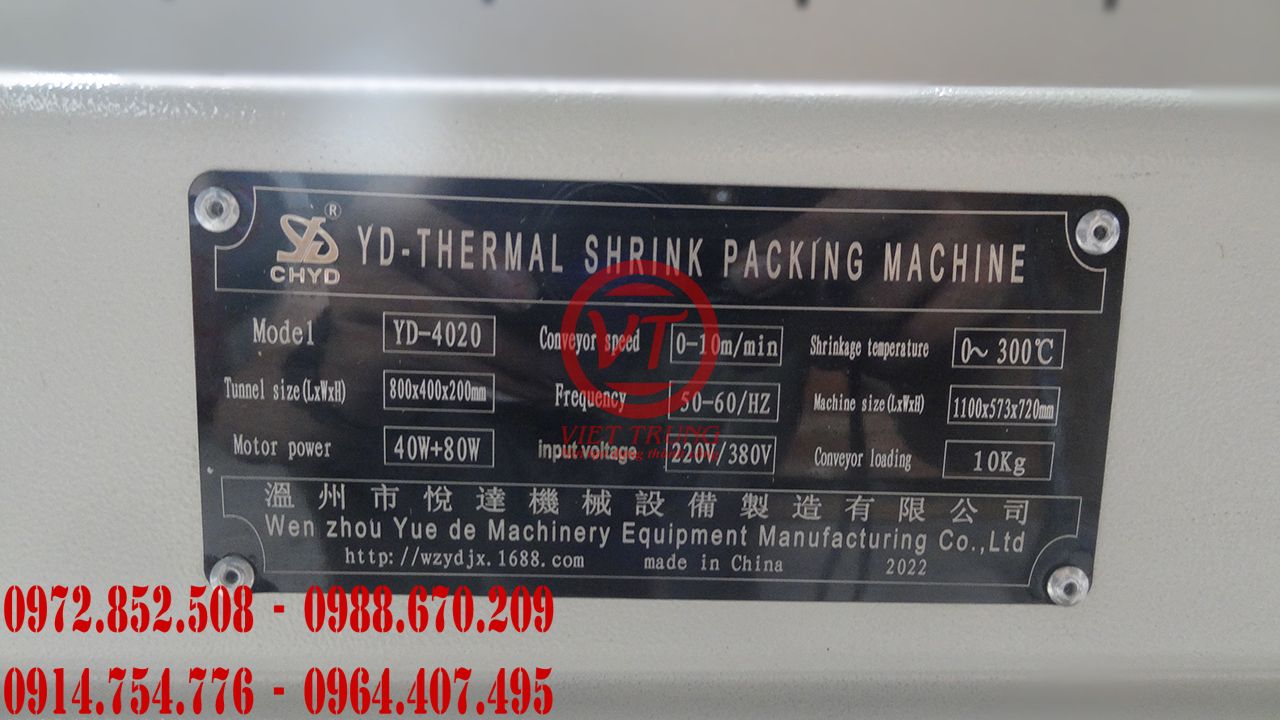 ® YD-THERMAL SHRINK PACKING MACHINE
CHYD
Model YD-4020 Conveyor speed 0-10m/min Shrinkage temperature 0~ 300℃
Tunnel size(LxWxH) 800x400x200mm Frequency 50-60/HZ Machine size(LxWxH) 1100x573x720mm
Motor power 40W+80W input voltage 220V/380V Conveyor loading 10Kg
VT
VIET TRUNG
溫州市悅達機械設備製造有限公司
Wen zhou Yue de Machinery Equipment Manufacturing Co.,Ltd
http://wzydjx.1688.com made in China 2022
0972.852.508 - 0988.670.209
0914.754.776 - 0964.407.495